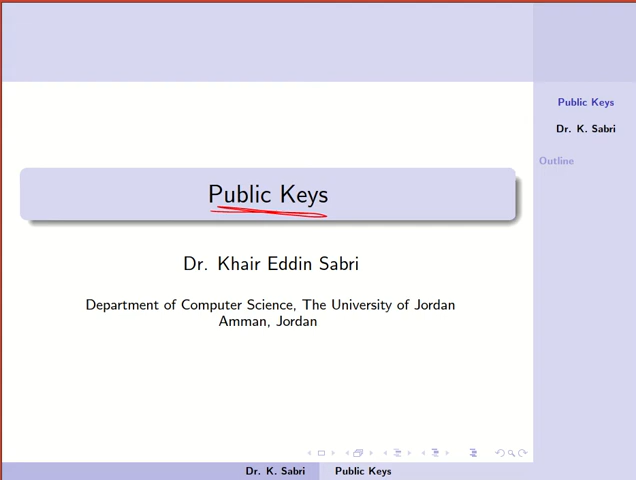 Public Keys
Dr. K. Sabri
Outline
Public Keys
Dr. Khair Eddin Sabri
Department of Computer Science, The University of Jordan
Amman, Jordan
Dr. K. Sabri
Public Keys